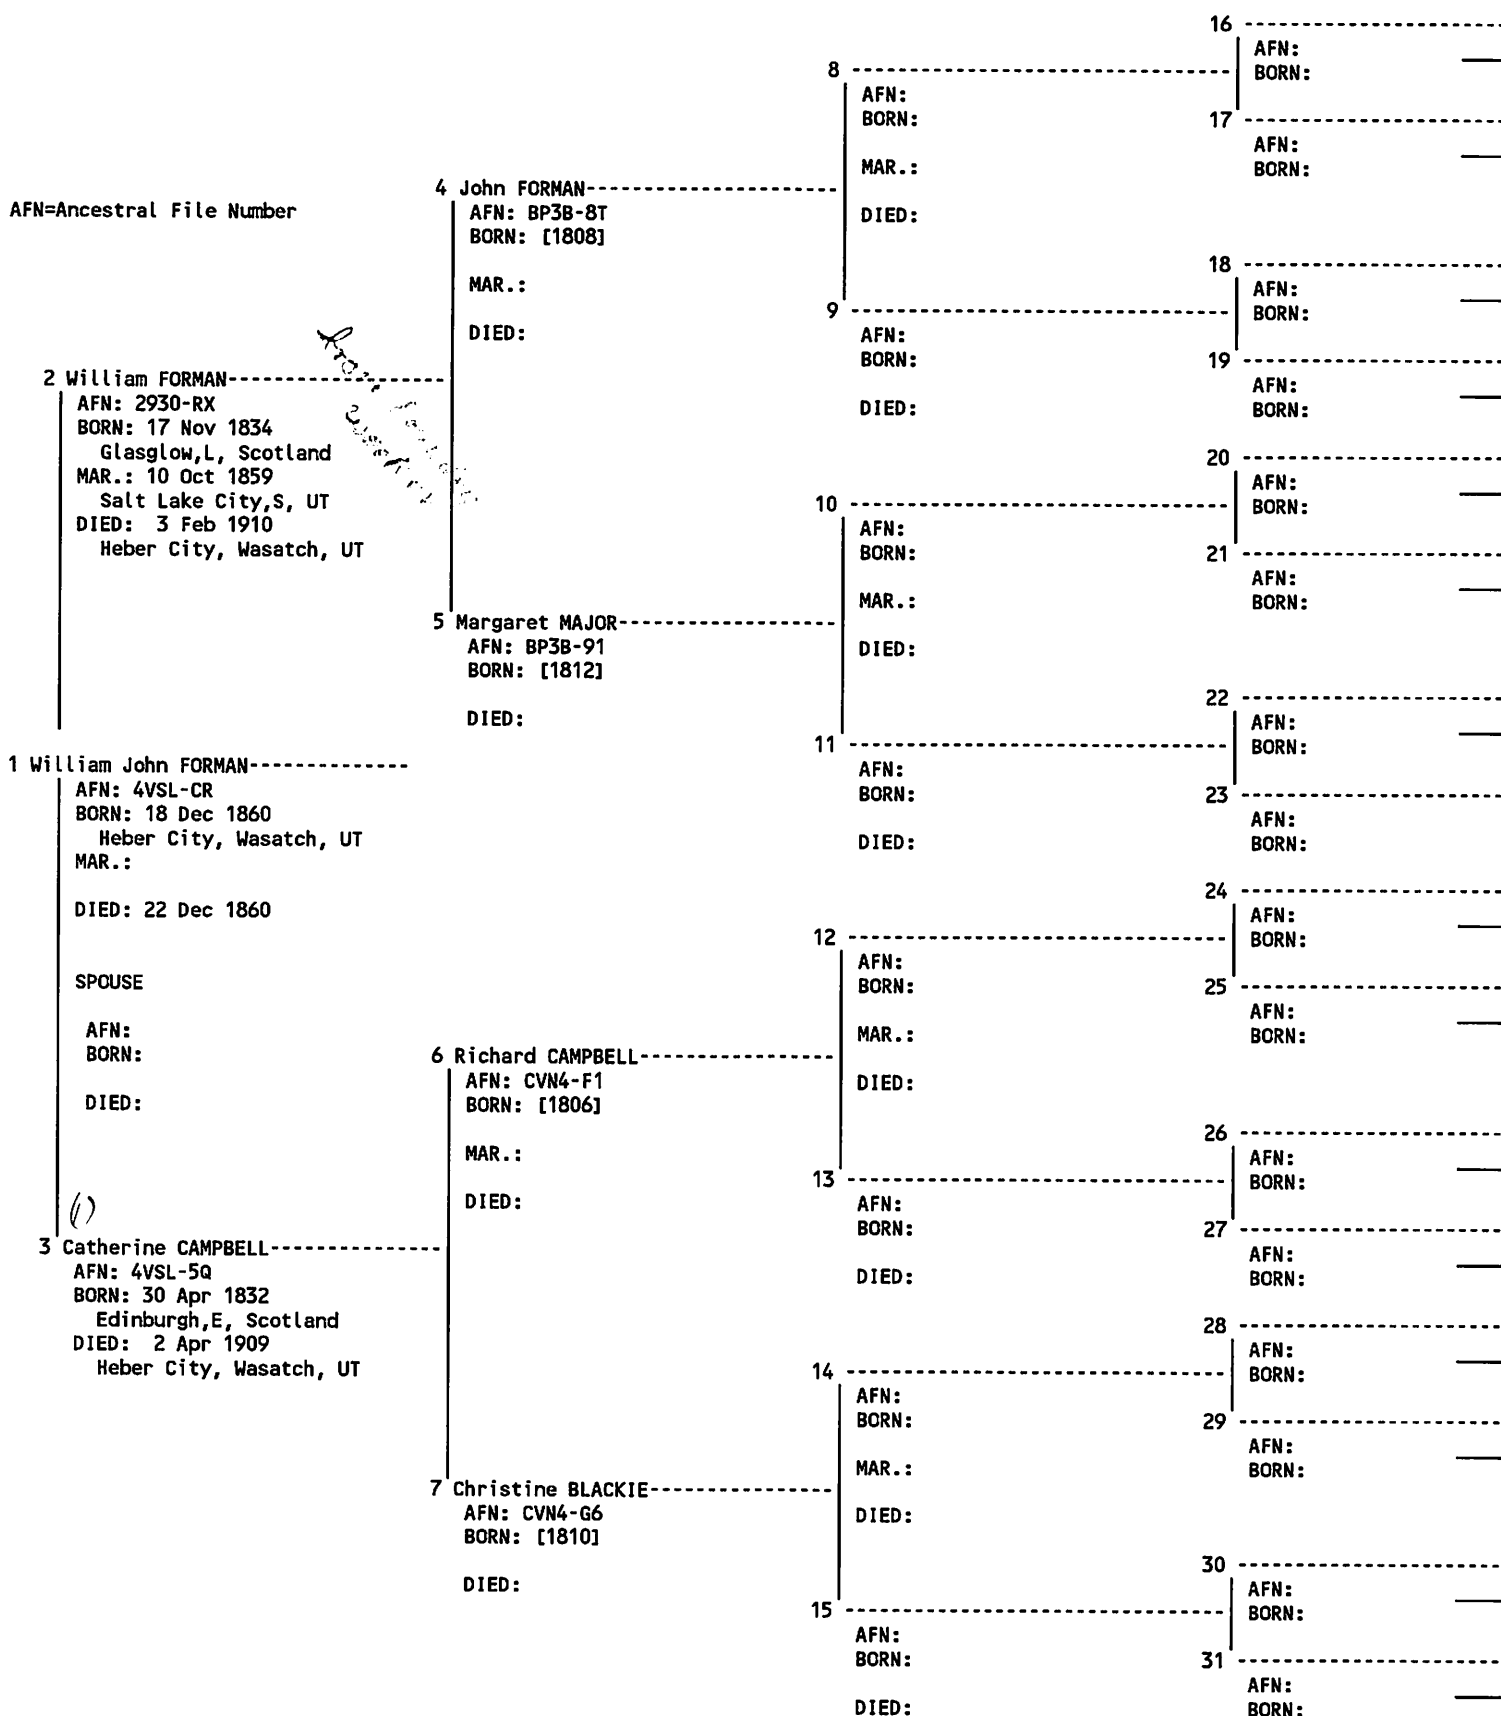 AFN=Ancestral File Number
1 William John FORMAN-------------
AFN: 4VSL-CR
BORN: 18 Dec 1860
Heber City, Wasatch, UT
MAR.:
DIED: 22 Dec 1860
SPOUSE
AFN:
BORN:
DIED:
2 William FORMAN------------------
AFN: 2930-RX
BORN: 17 Nov 1834
Glasglow,L, Scotland
MAR.: 10 Oct 1859
Salt Lake City,S, UT
DIED: 3 Feb 1910
Heber City, Wasatch, UT
(1)
3 Catherine CAMPBELL--------------
AFN: 4VSL-5Q
BORN: 30 Apr 1832
Edinburgh,E, Scotland
DIED: 2 Apr 1909
Heber City, Wasatch, UT
4 John FORMAN---------------------
AFN: BP3B-8T
BORN: [1808]
MAR.:
DIED:
5 Margaret MAJOR------------------
AFN: BP3B-91
BORN: [1812]
DIED:
6 Richard CAMPBELL----------------
AFN: CVN4-F1
BORN: [1806]
MAR.:
DIED:
7 Christine BLACKIE---------------
AFN: CVN4-G6
BORN: [1810]
DIED:
8 --------------------------------
AFN:
BORN:
MAR.:
DIED:
9 --------------------------------
AFN:
BORN:
DIED:
10 --------------------------------
AFN:
BORN:
MAR.:
DIED:
11 --------------------------------
AFN:
BORN:
DIED:
12 --------------------------------
AFN:
BORN:
MAR.:
DIED:
13 --------------------------------
AFN:
BORN:
DIED:
14 --------------------------------
AFN:
BORN:
MAR.:
DIED:
15 --------------------------------
AFN:
BORN:
DIED:
16 ----------------------
AFN:
BORN:
17 ----------------------
AFN:
BORN:
18 ----------------------
AFN:
BORN:
19 ----------------------
AFN:
BORN:
20 ----------------------
AFN:
BORN:
21 ----------------------
AFN:
BORN:
22 ----------------------
AFN:
BORN:
23 ----------------------
AFN:
BORN:
24 ----------------------
AFN:
BORN:
25 ----------------------
AFN:
BORN:
26 ----------------------
AFN:
BORN:
27 ----------------------
AFN:
BORN:
28 ----------------------
AFN:
BORN:
29 ----------------------
AFN:
BORN:
30 ----------------------
AFN:
BORN:
31 ----------------------
AFN:
BORN: